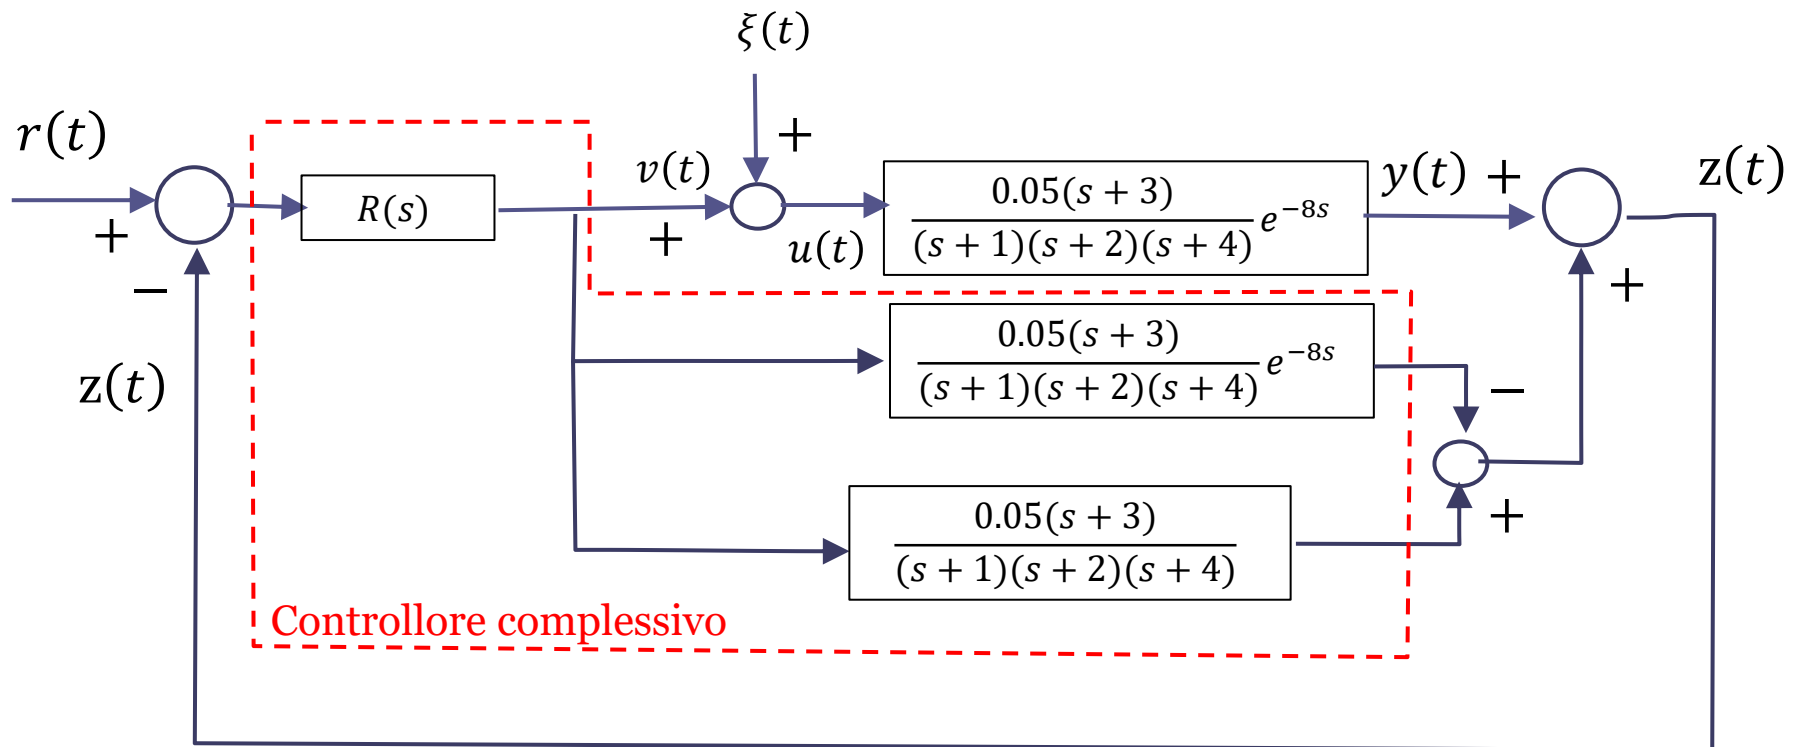 ξ(t)
r(t)
+
−
R(s)
v(t)
+
+
u(t)
0.05(s + 3)
(s + 1)(s + 2)(s + 4) e^{−8s}
y(t)
+
z(t)
+
z(t)
0.05(s + 3)
(s + 1)(s + 2)(s + 4) e^{−8s}
−
0.05(s + 3)
(s + 1)(s + 2)(s + 4)
+
Controllore complessivo